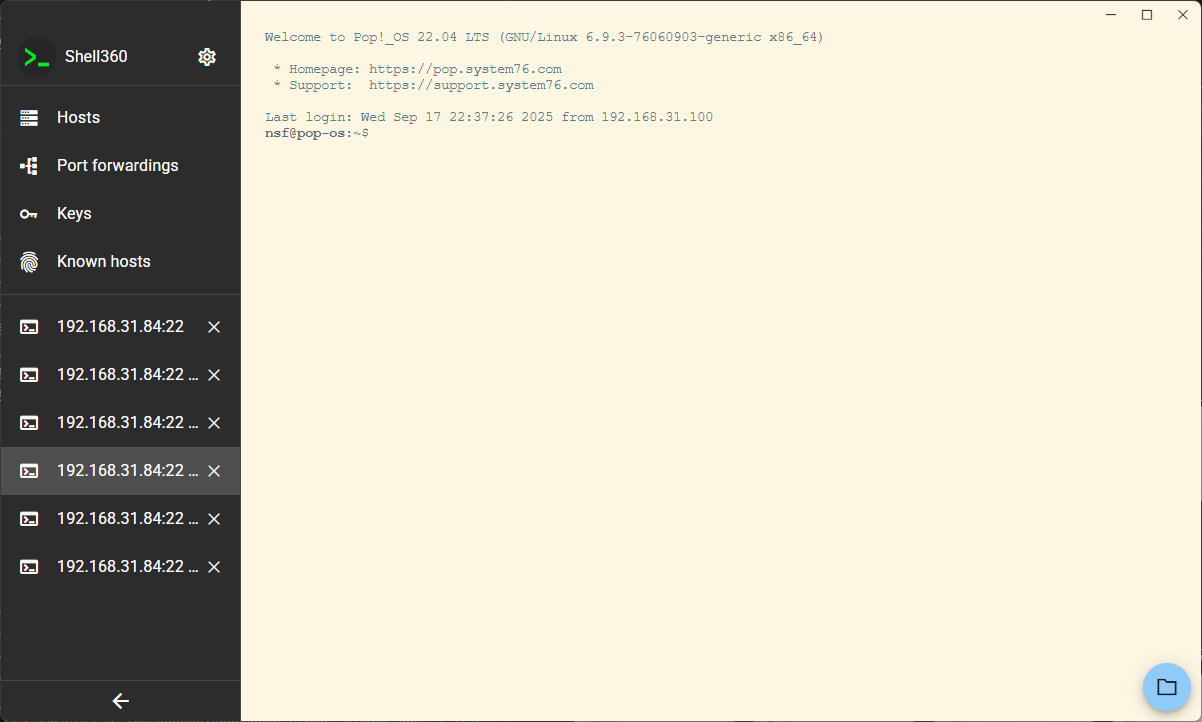 Shell360
Hosts
Port forwardings
Keys
Known hosts
192.168.31.84:22
192.168.31.84:22 ...
192.168.31.84:22 ...
192.168.31.84:22 ...
192.168.31.84:22 ...
192.168.31.84:22 ...
Welcome to Pop!_OS 22.04 LTS (GNU/Linux 6.9.3-76060903-generic x86_64)
* Homepage: https://pop.system76.com
* Support:  https://support.system76.com
Last login: Wed Sep 17 22:37:26 2025 from 192.168.31.100
nsf@pop-os:~$